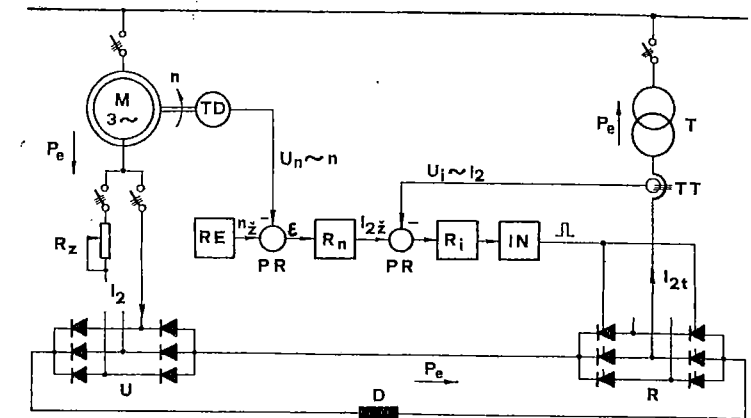 M
3~
n
TD
T
Pe
Pe
Un~n
Ui~I2
TT
RE
nž
-
ε
Rn
I2ž
-
Ri
IN
PR
PR
Rz
I2
I2t
U
Pe
R
D